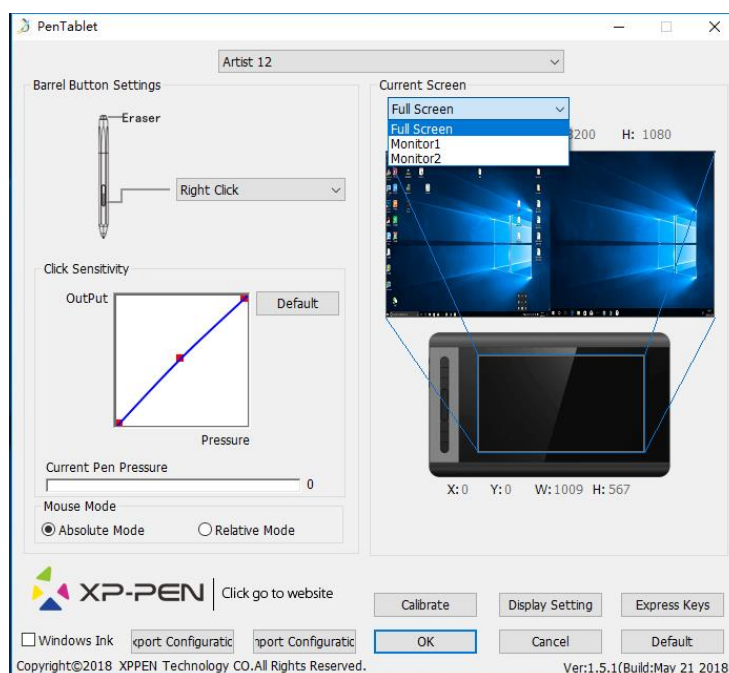 PenTablet
Artist 12
Barrel Button Settings
Eraser
Right Click
Click Sensitivity
OutPut
Default
Pressure
Current Pen Pressure
0
Mouse Mode
Absolute Mode
Relative Mode
Current Screen
Full Screen
Full Screen
Monitor1
Monitor2
3200 H: 1080
X:0 Y:0 W:1009 H:567
XP-PEN Click go to website
Calibrate Display Setting Express Keys
Windows Ink xport Configuratic nport Configuratic OK Cancel Default
Copyright©2018 XPPEN Technology CO.All Rights Reserved.
Ver:1.5.1(Build:May 21 2018